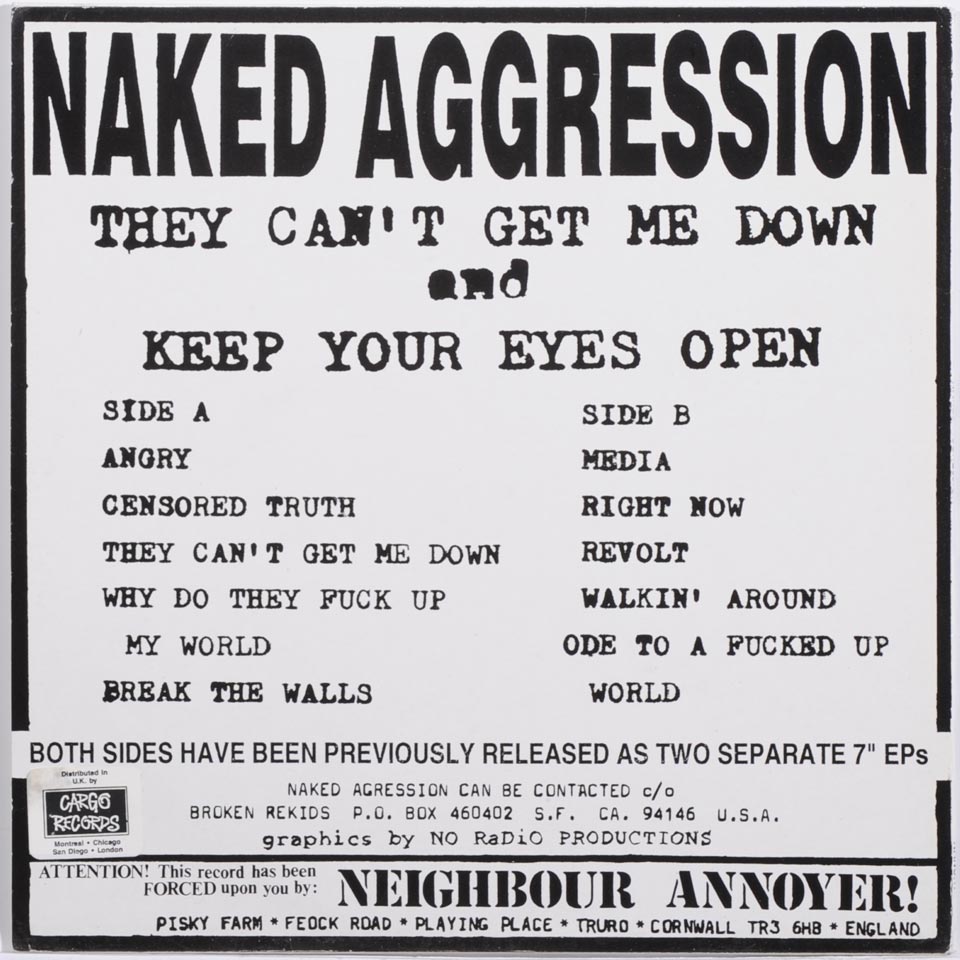 NAKED AGGRESSION
THEY CAN'T GET ME DOWN
and
KEEP YOUR EYES OPEN
SIDE A
ANGRY
CENSORED TRUTH
THEY CAN'T GET ME DOWN
WHY DO THEY FUCK UP
MY WORLD
BREAK THE WALLS
SIDE B
MEDIA
RIGHT NOW
REVOLT
WALKIN' AROUND
ODE TO A FUCKED UP
WORLD
BOTH SIDES HAVE BEEN PREVIOUSLY RELEASED AS TWO SEPARATE 7" EPs
Distributed in
U.K. by
CARGO
RECORDS
Montreal • Chicago
San Diego • London
NAKED AGRESSION CAN BE CONTACTED c/o
BROKEN REKIDS P.O. BOX 460402 S.F. CA. 94146 U.S.A.
graphics by NO RaDiO PRODUCTIONS
ATTENTION! This record has been
FORCED upon you by:
NEIGHBOUR ANNOYER!
PISKY FARM * FEOCK ROAD * PLAYING PLACE * TRURO * CORNWALL TR3 6HB * ENGLAND